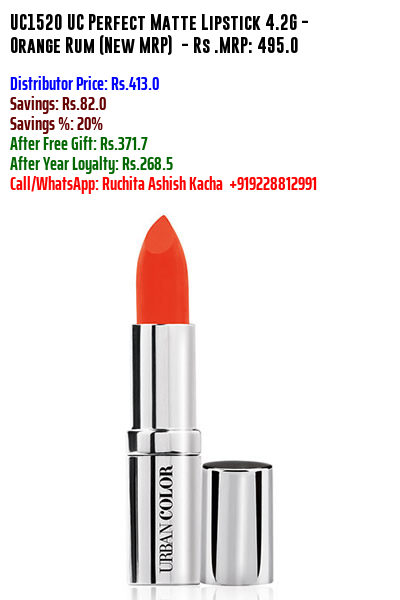 UC1520 UC Perfect Matte Lipstick 4.2G -
Orange Rum (New MRP)  - Rs .MRP: 495.0
Distributor Price: Rs.413.0
Savings: Rs.82.0
Savings %: 20%
After Free Gift: Rs.371.7
After Year Loyalty: Rs.268.5
Call/WhatsApp: Ruchita Ashish Kacha  +919228812991
URBAN COLOR